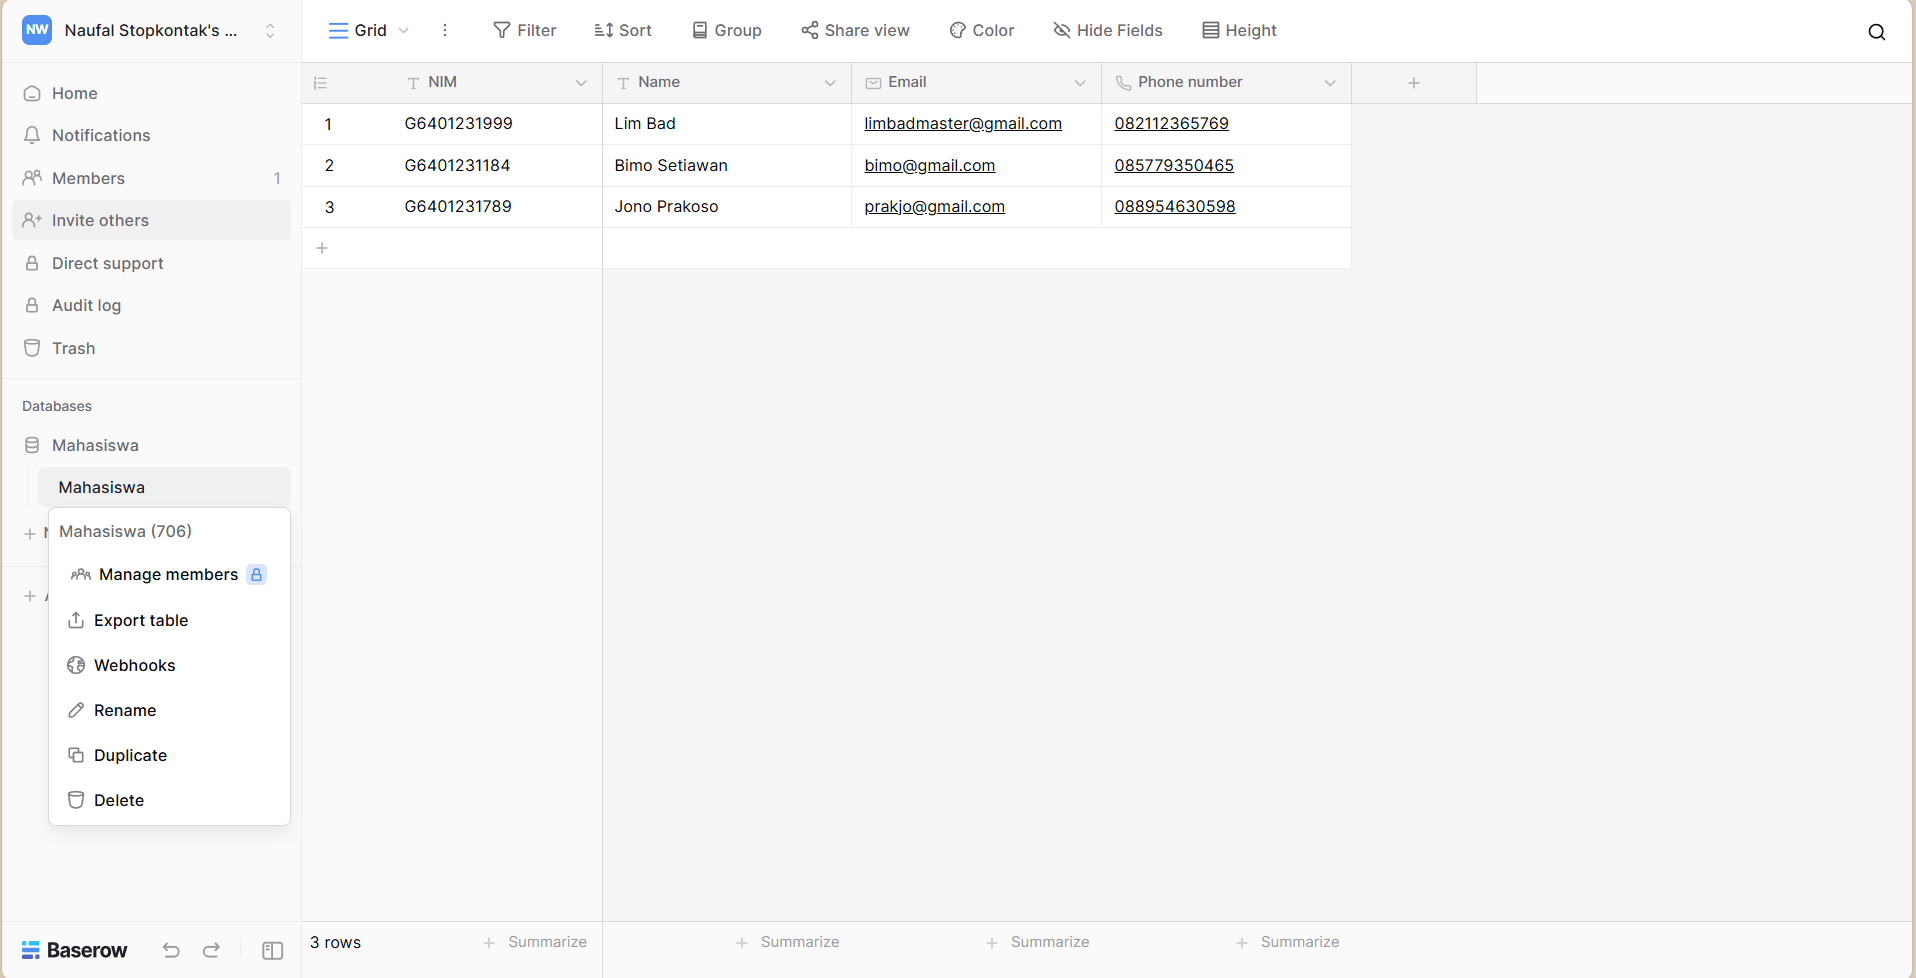 NW Naufal Stopkontak's ...
Grid Filter Sort Group Share view Color Hide Fields Height
Home
Notifications
Members 1
Invite others
Direct support
Audit log
Trash
Databases
Mahasiswa
Mahasiswa
Mahasiswa (706)
Manage members
Export table
Webhooks
Rename
Duplicate
Delete
Baserow
NIM Name Email Phone number
1 G6401231999 Lim Bad limbadmaster@gmail.com 082112365769
2 G6401231184 Bimo Setiawan bimo@gmail.com 085779350465
3 G6401231789 Jono Prakoso prakjo@gmail.com 088954630598
3 rows Summarize Summarize Summarize Summarize